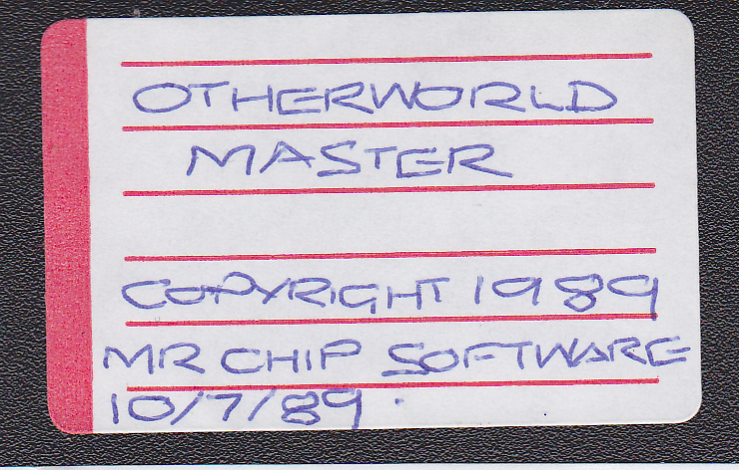 OTHERWORLD
MASTER
COPYRIGHT 1989
MR CHIP SOFTWARE
10/7/89.